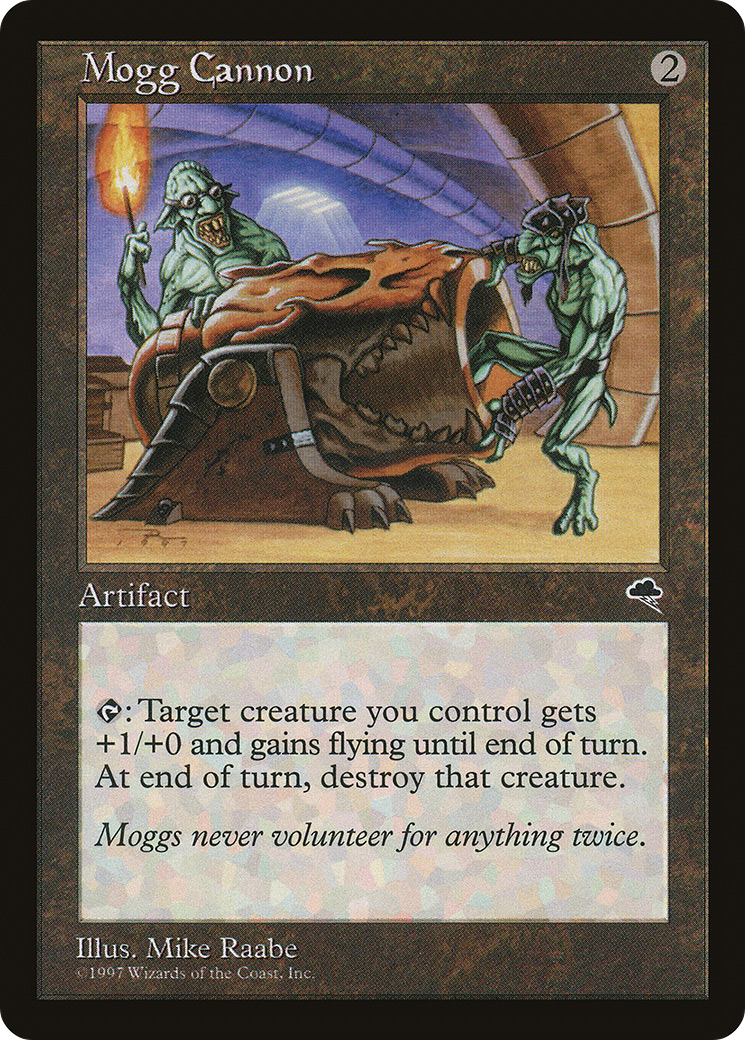 Mogg Cannon
2
Artifact
: Target creature you control gets
+1/+0 and gains flying until end of turn.
At end of turn, destroy that creature.
Moggs never volunteer for anything twice.
Illus. Mike Raabe
©1997 Wizards of the Coast, Inc.